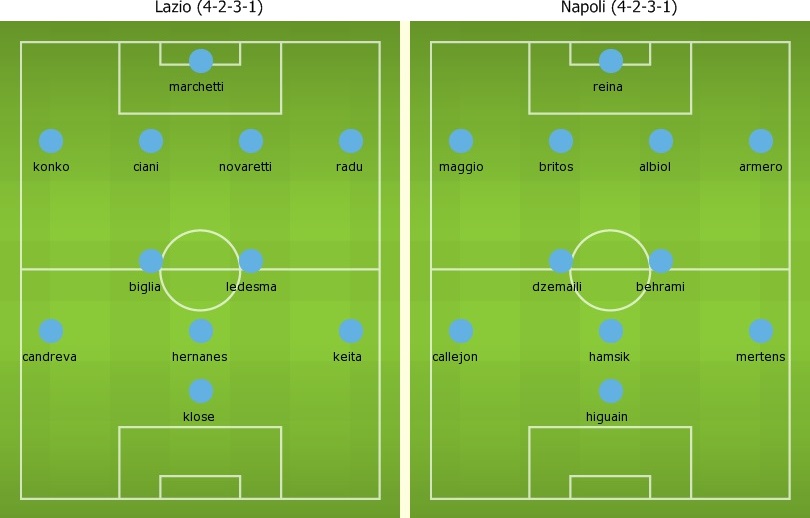 Lazio (4-2-3-1)
marchetti
konko ciani novaretti radu
biglia ledesma
candreva hernanes keita
klose
Napoli (4-2-3-1)
reina
maggio britos albiol armero
dzemaili behrami
callejon hamsik mertens
higuain